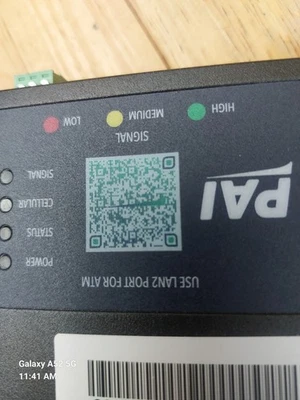 USE LAN2 PORT FOR ATM
PAI
POWER
STATUS
CELLULAR
SIGNAL
SIGNAL
HIGH
MEDIUM
LOW
Galaxy A52 5G
11:41 AM